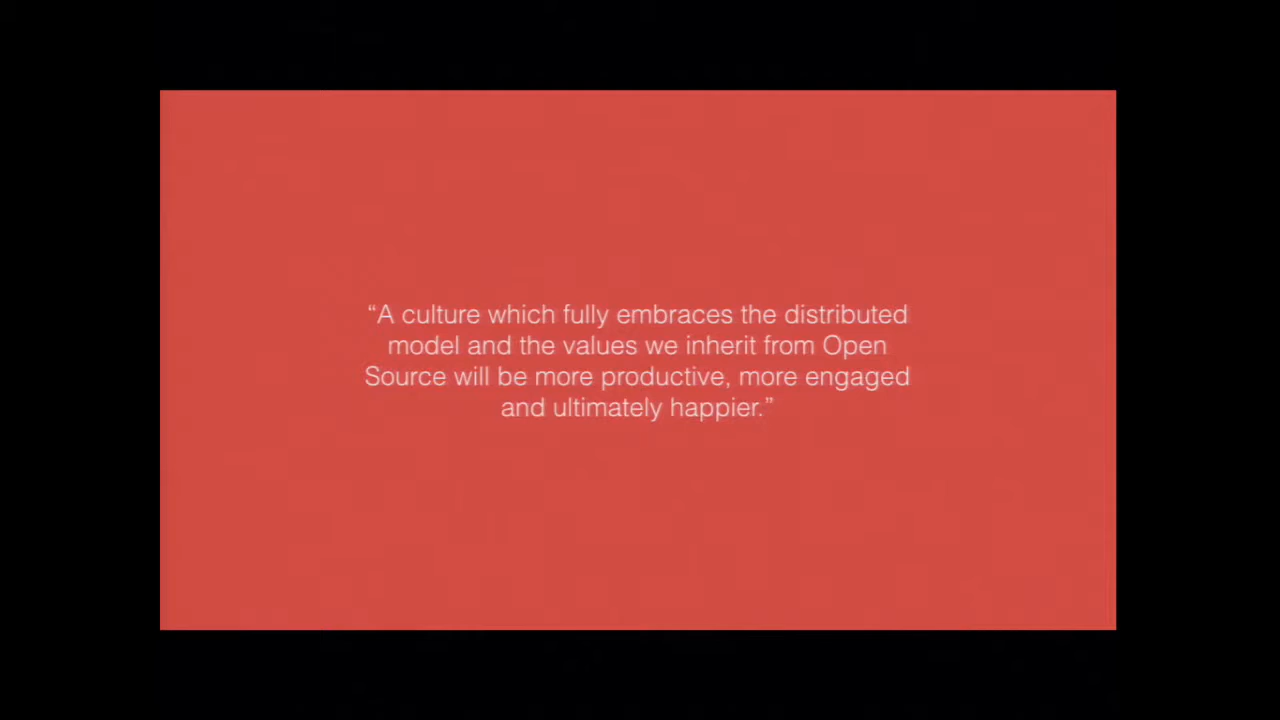 “A culture which fully embraces the distributed
model and the values we inherit from Open
Source will be more productive, more engaged
and ultimately happier.”